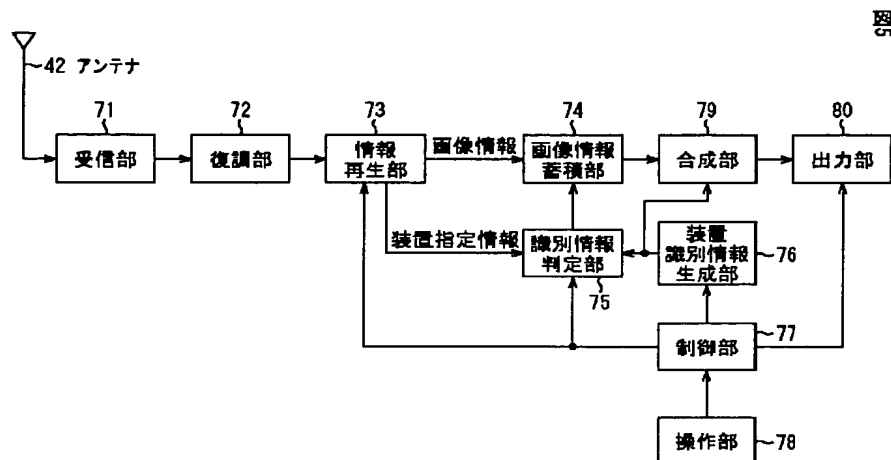 図5
42 アンテナ
71
受信部
72
復調部
73
情報
再生部
画像情報
74
画像情報
蓄積部
79
合成部
80
出力部
装置指定情報
識別情報
判定部
75
装置
識別情報
生成部
76
制御部
77
操作部
78